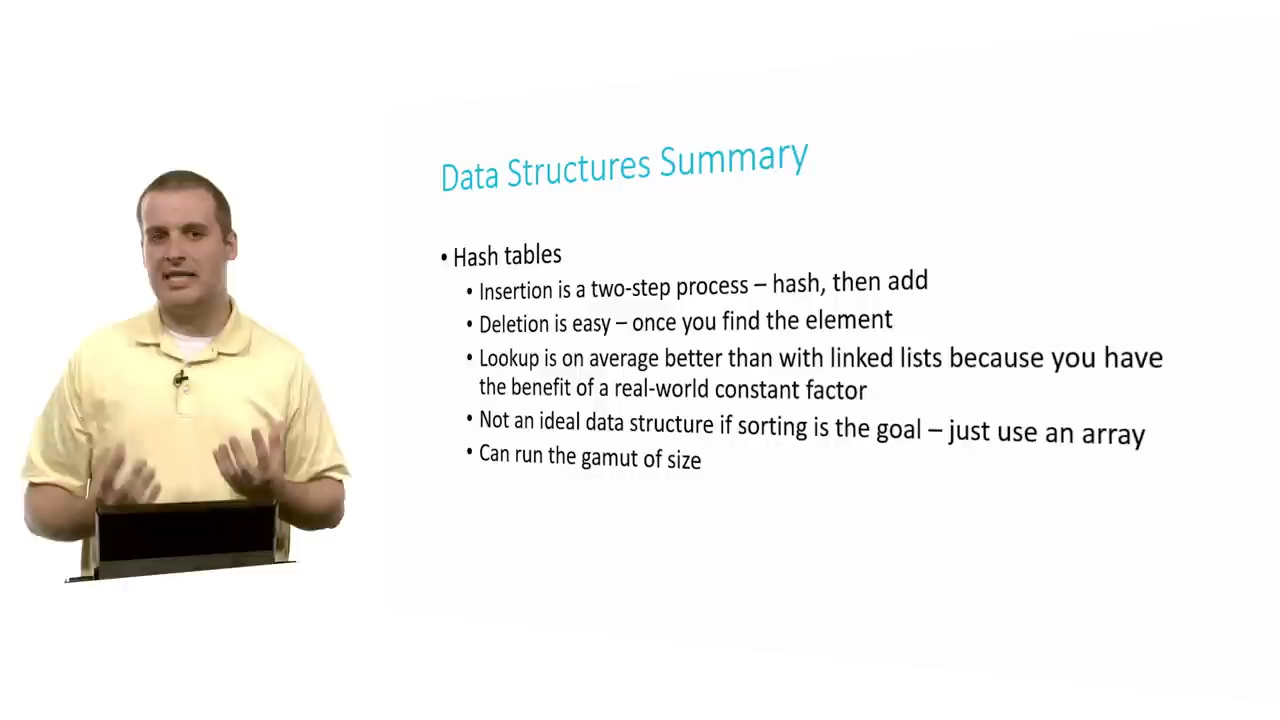 Data Structures Summary
• Hash tables
• Insertion is a two-step process – hash, then add
• Deletion is easy – once you find the element
• Lookup is on average better than with linked lists because you have
the benefit of a real-world constant factor
• Not an ideal data structure if sorting is the goal – just use an array
• Can run the gamut of size